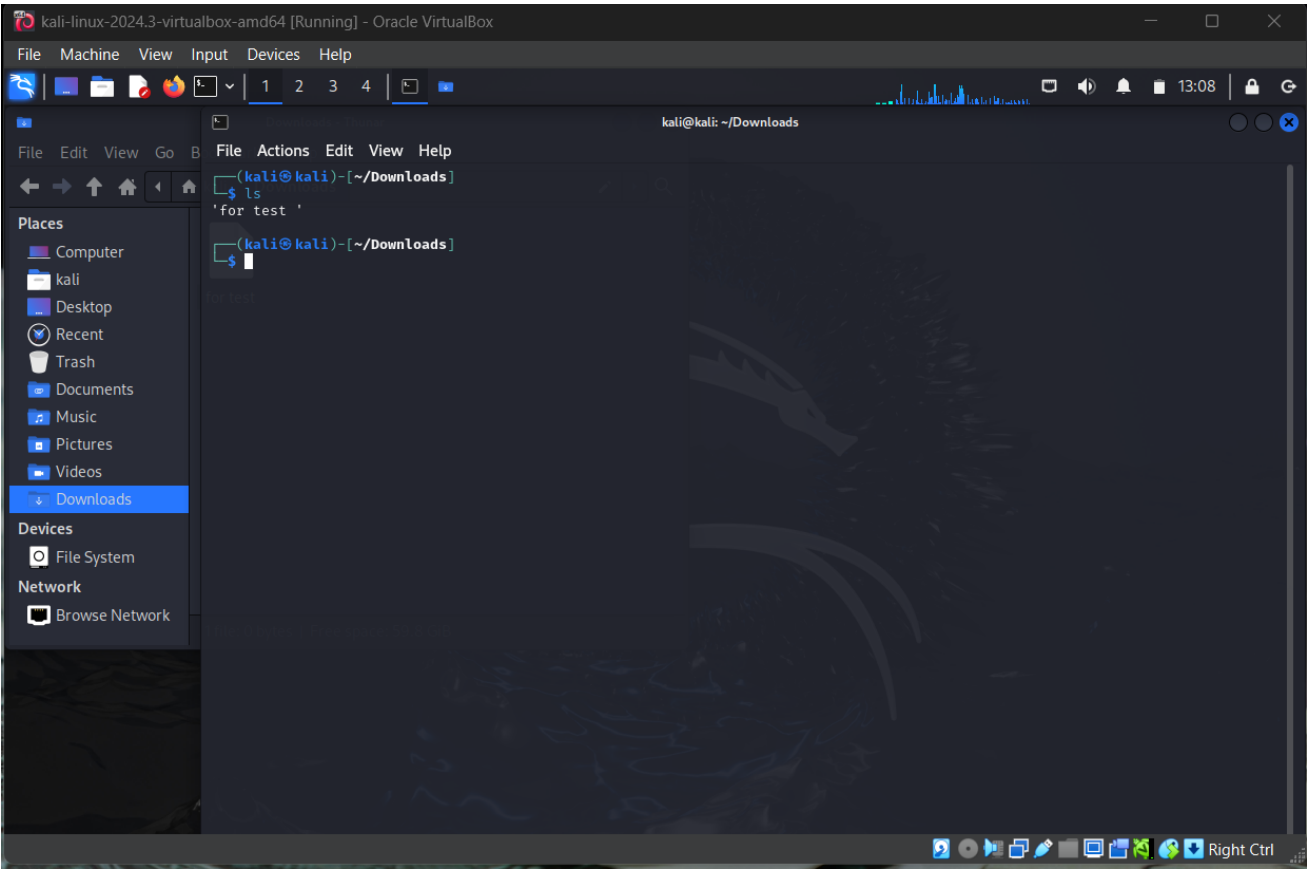 kali-linux-2024.3-virtualbox-amd64 [Running] - Oracle VirtualBox
File Machine View Input Devices Help
1 2 3 4
13:08
kali@kali: ~/Downloads
File Edit View Go B
File Actions Edit View Help
┌──(kali㉿kali)-[~/Downloads]
└─$ ls
'for test '
┌──(kali㉿kali)-[~/Downloads]
└─$
for test
Places
Computer
kali
Desktop
Recent
Trash
Documents
Music
Pictures
Videos
Downloads
Devices
File System
Network
Browse Network
Right Ctrl